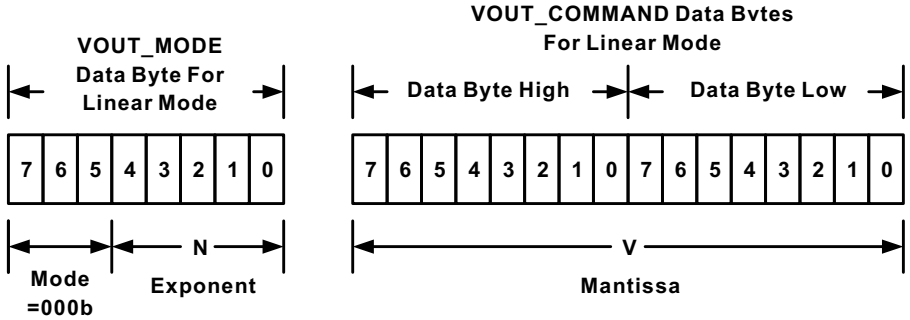 VOUT_MODE
Data Byte For
Linear Mode
7 6 5 4 3 2 1 0
N
Mode
=000b
Exponent
VOUT_COMMAND Data Bvtes
For Linear Mode
Data Byte High
Data Byte Low
7 6 5 4 3 2 1 0 7 6 5 4 3 2 1 0
V
Mantissa